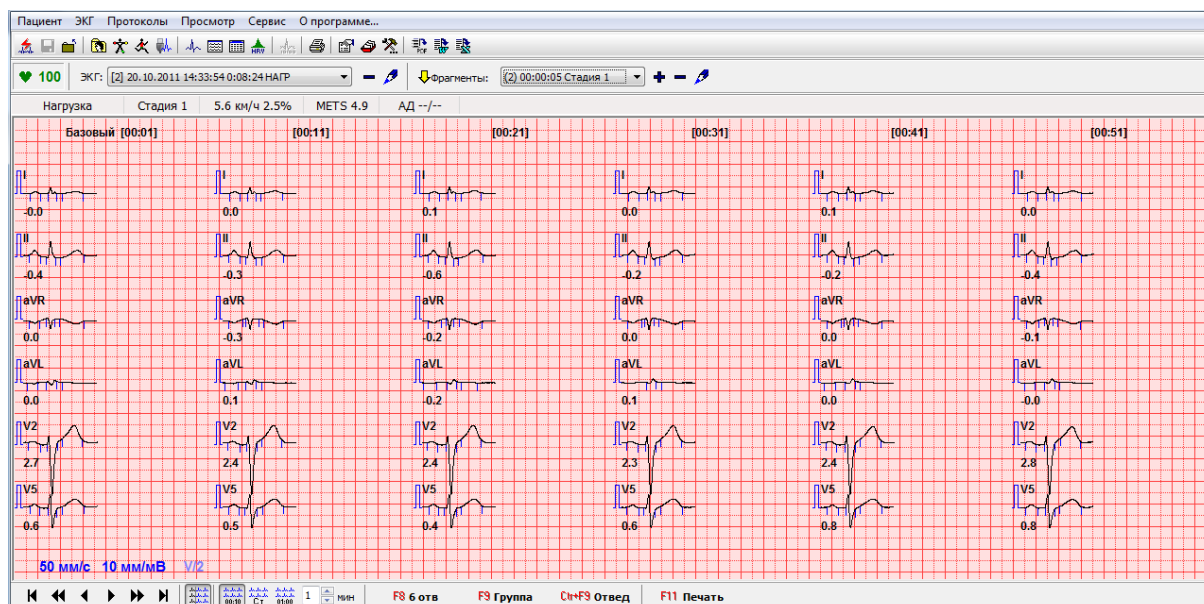 Пациент ЭКГ Протоколы Просмотр Сервис О программе...
HRV PDF RTF
100 ЭКГ: [2] 20.10.2011 14:33:54 0:08:24 НАГР Фрагменты: (2) 00:00:05 Стадия 1
Нагрузка Стадия 1 5.6 км/ч 2.5% METS 4.9 АД --/--
Базовый [00:01] [00:11] [00:21] [00:31] [00:41] [00:51]
I I I I I I
-0.0 0.0 0.1 0.0 0.1 0.0
II II II II II II
-0.4 -0.3 -0.6 -0.2 -0.2 -0.4
aVR aVR aVR aVR aVR aVR
0.0 -0.3 -0.2 0.0 0.0 -0.1
aVL aVL aVL aVL aVL aVL
0.0 0.1 -0.2 0.1 0.0 -0.0
V2 V2 V2 V2 V2 V2
2.7 2.4 2.4 2.3 2.4 2.8
V5 V5 V5 V5 V5 V5
0.6 0.5 0.4 0.6 0.8 0.8
50 мм/с 10 мм/мВ V/2
00:10 Ст 01:00 1 мин F8 6 отв F9 Группа Ctr+F9 Отвед F11 Печать